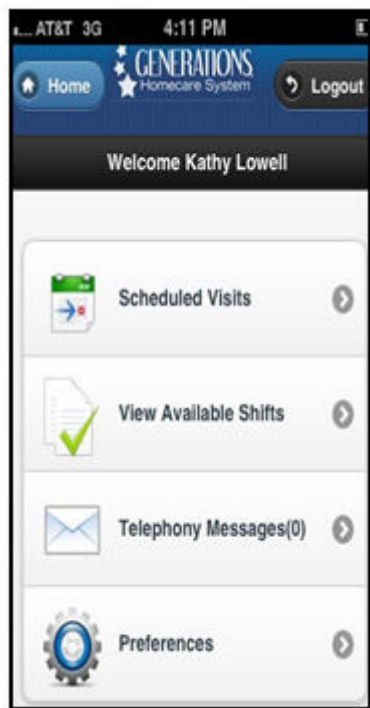 AT&T 3G 4:11 PM
Home
GENERATIONS
Homecare System
Logout
Welcome Kathy Lowell
Scheduled Visits
View Available Shifts
Telephony Messages(0)
Preferences